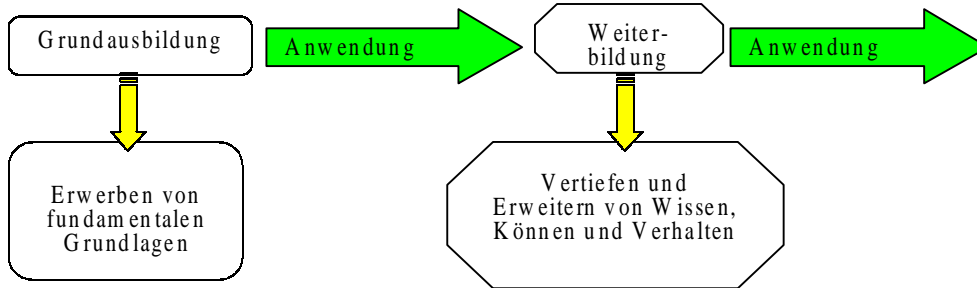 Grundausbildung
Anwendung
Weiter-
bildung
Anwendung
Erwerben von
fundamentalen
Grundlagen
Vertiefen und
Erweitern von Wissen,
Können und Verhalten